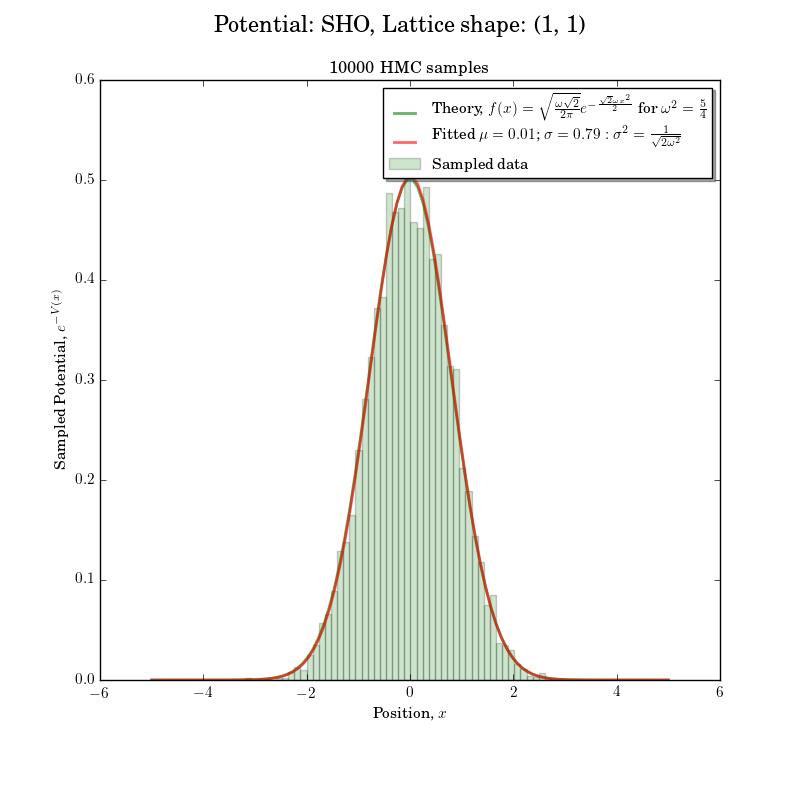 Potential: SHO, Lattice shape: (1, 1)
10000 HMC samples
Theory, $f(x) = \sqrt{\frac{\omega\sqrt{2}}{2\pi}} e^{-\frac{\sqrt{2}\omega x^2}{2}}$ for $\omega^2 = \frac{5}{4}$
Fitted $\mu = 0.01; \sigma = 0.79 : \sigma^2 = \frac{1}{\sqrt{2\omega^2}}$
Sampled data
0.6
0.5
0.4
0.3
0.2
0.1
0.0
Sampled Potential, $e^{-V(x)}$
−6 −4 −2 0 2 4 6
Position, $x$